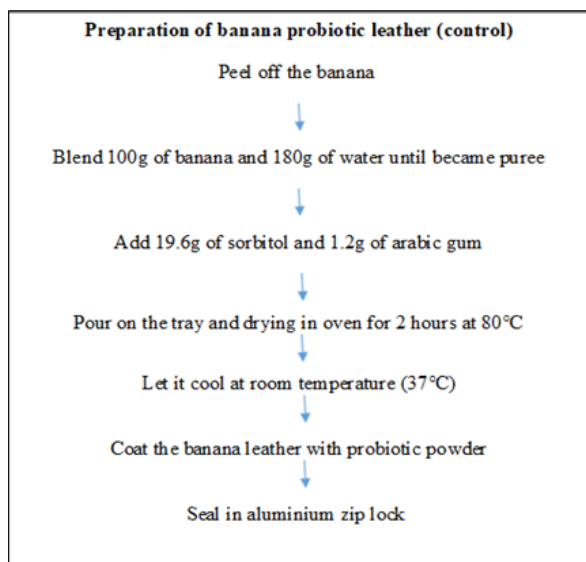 Preparation of banana probiotic leather (control)
Peel off the banana
Blend 100g of banana and 180g of water until became puree
Add 19.6g of sorbitol and 1.2g of arabic gum
Pour on the tray and drying in oven for 2 hours at 80°C
Let it cool at room temperature (37°C)
Coat the banana leather with probiotic powder
Seal in aluminium zip lock